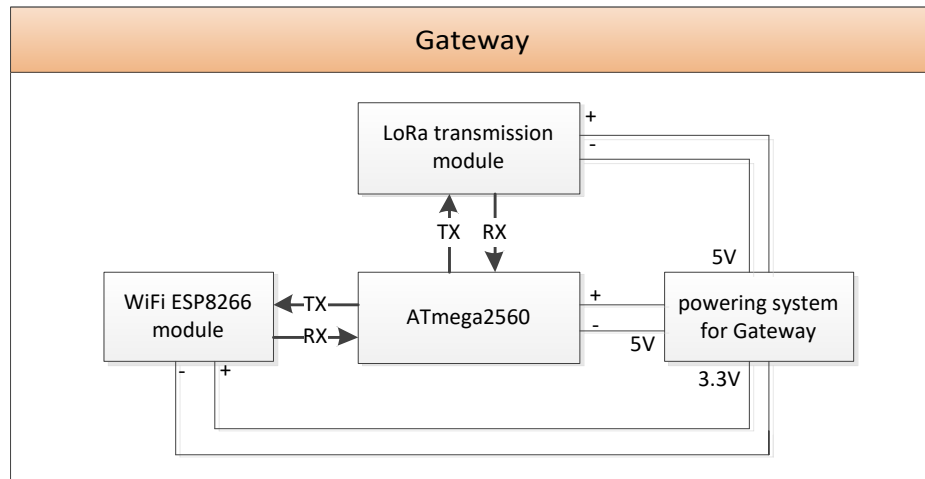 Gateway
LoRa transmission
module
+
-
TX
RX
5V
WiFi ESP8266
module
TX
RX
ATmega2560
+
-
5V
powering system
for Gateway
-
+
3.3V